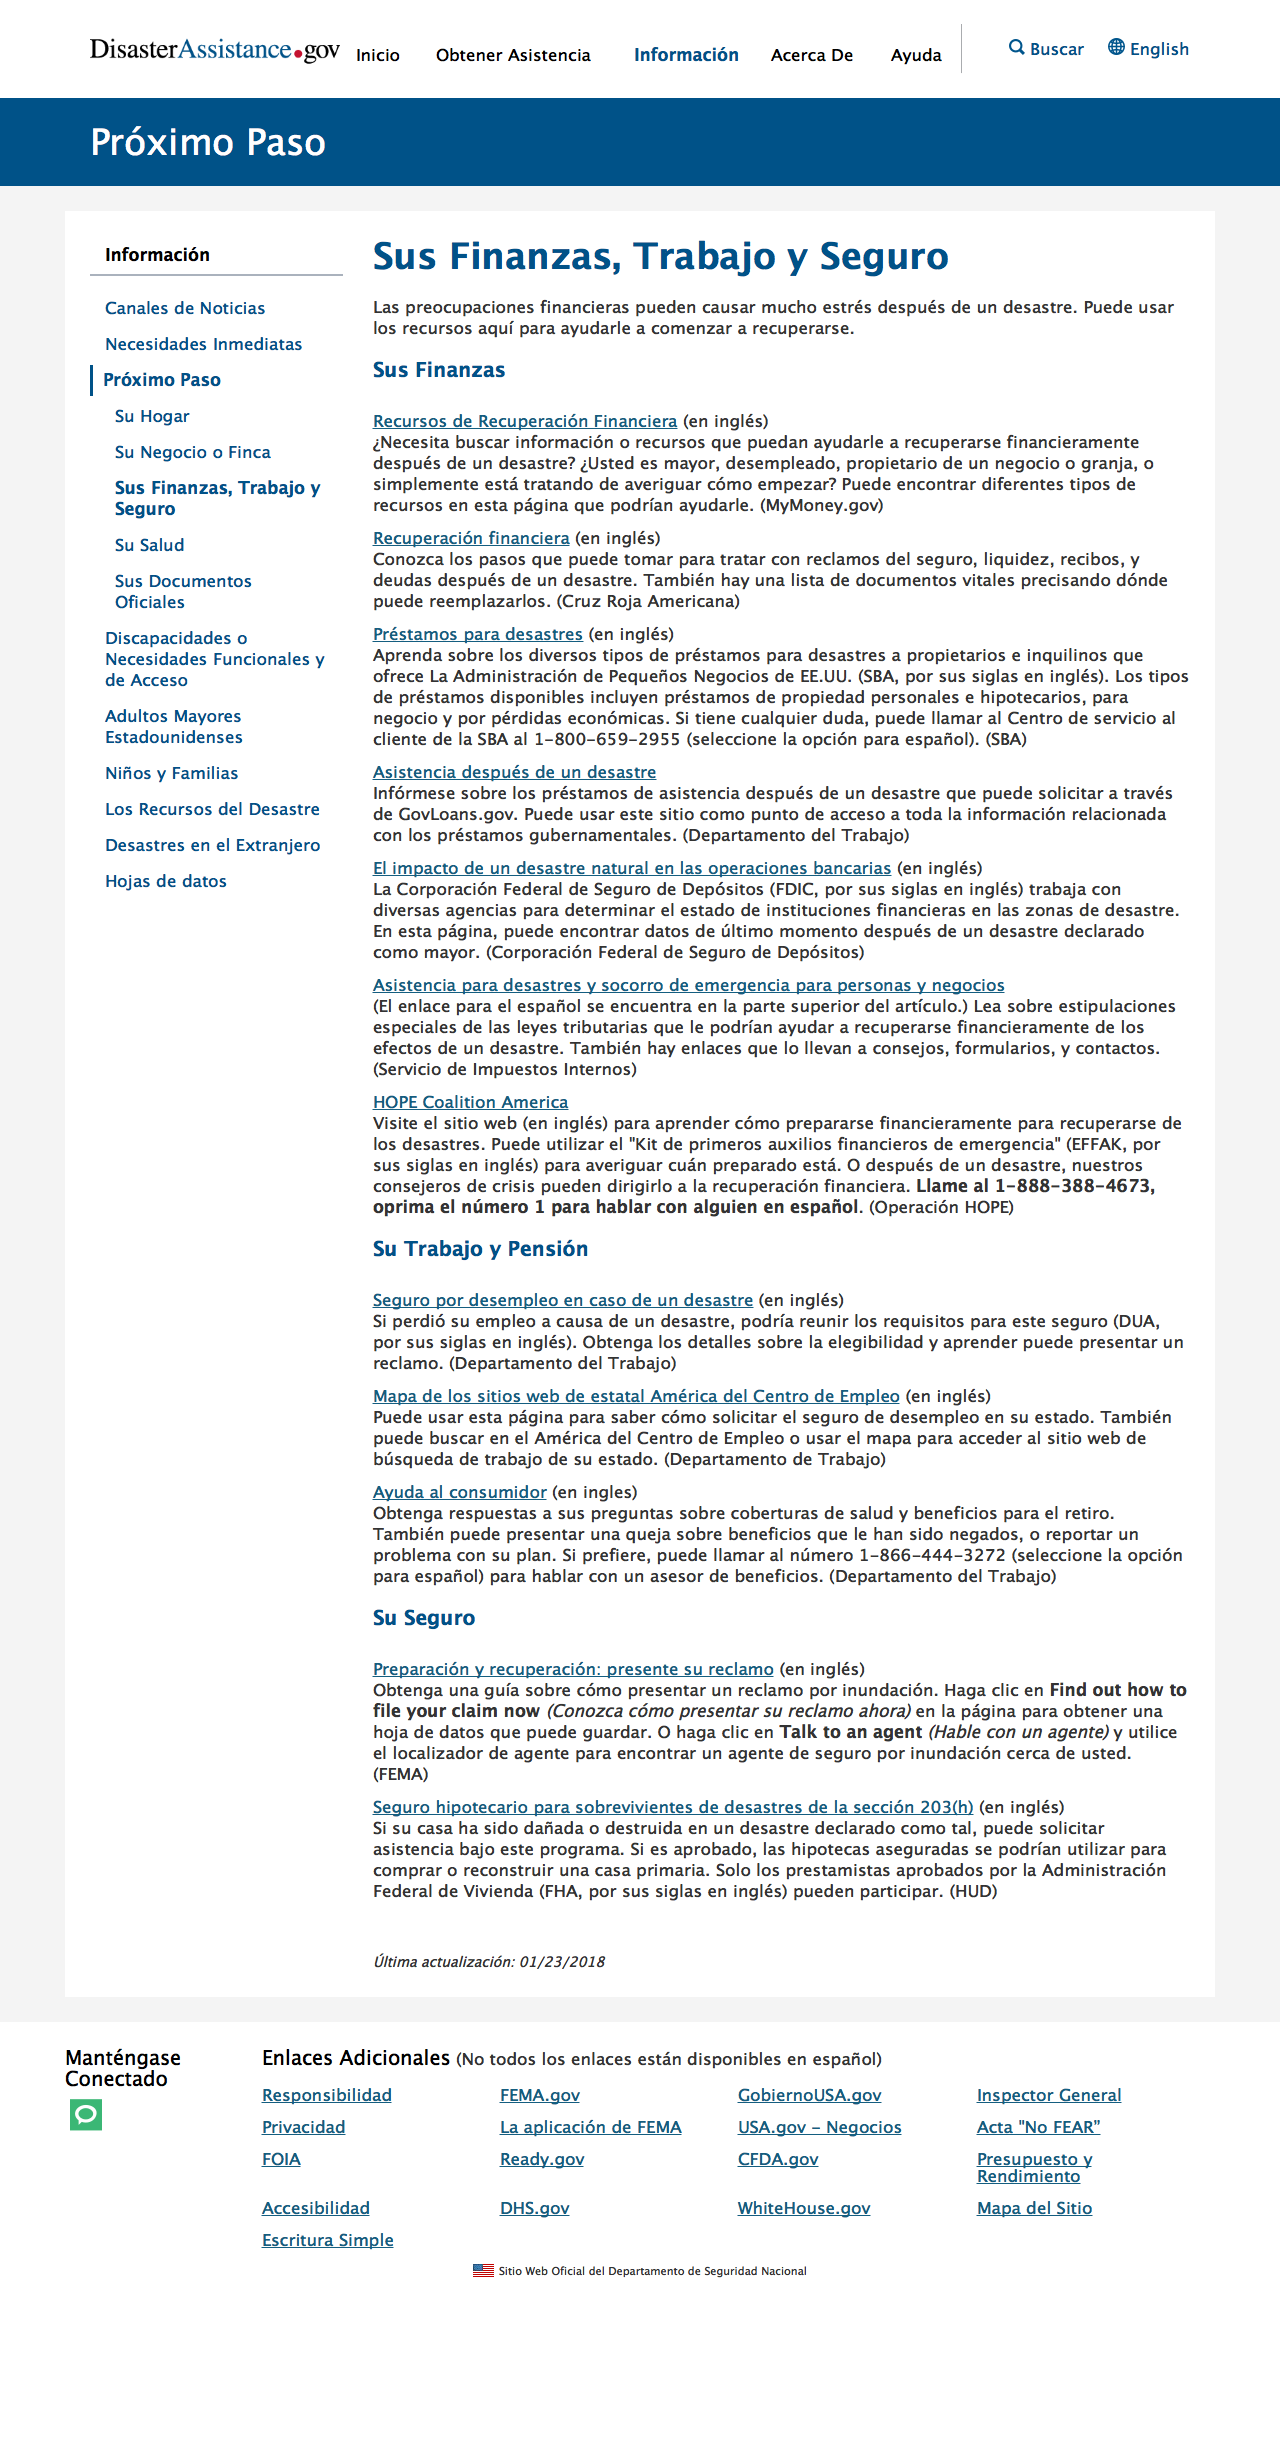 DisasterAssistance.gov
Inicio
Obtener Asistencia
Información
Acerca De
Ayuda
Buscar
English
Próximo Paso
Información
Canales de Noticias
Necesidades Inmediatas
Próximo Paso
Su Hogar
Su Negocio o Finca
Sus Finanzas, Trabajo y
Seguro
Su Salud
Sus Documentos
Oficiales
Discapacidades o
Necesidades Funcionales y
de Acceso
Adultos Mayores
Estadounidenses
Niños y Familias
Los Recursos del Desastre
Desastres en el Extranjero
Hojas de datos
Sus Finanzas, Trabajo y Seguro
Las preocupaciones financieras pueden causar mucho estrés después de un desastre. Puede usar
los recursos aquí para ayudarle a comenzar a recuperarse.
Sus Finanzas
Recursos de Recuperación Financiera (en inglés)
¿Necesita buscar información o recursos que puedan ayudarle a recuperarse financieramente
después de un desastre? ¿Usted es mayor, desempleado, propietario de un negocio o granja, o
simplemente está tratando de averiguar cómo empezar? Puede encontrar diferentes tipos de
recursos en esta página que podrían ayudarle. (MyMoney.gov)
Recuperación financiera (en inglés)
Conozca los pasos que puede tomar para tratar con reclamos del seguro, liquidez, recibos, y
deudas después de un desastre. También hay una lista de documentos vitales precisando dónde
puede reemplazarlos. (Cruz Roja Americana)
Préstamos para desastres (en inglés)
Aprenda sobre los diversos tipos de préstamos para desastres a propietarios e inquilinos que
ofrece La Administración de Pequeños Negocios de EE.UU. (SBA, por sus siglas en inglés). Los tipos
de préstamos disponibles incluyen préstamos de propiedad personales e hipotecarios, para
negocio y por pérdidas económicas. Si tiene cualquier duda, puede llamar al Centro de servicio al
cliente de la SBA al 1-800-659-2955 (seleccione la opción para español). (SBA)
Asistencia después de un desastre
Infórmese sobre los préstamos de asistencia después de un desastre que puede solicitar a través
de GovLoans.gov. Puede usar este sitio como punto de acceso a toda la información relacionada
con los préstamos gubernamentales. (Departamento del Trabajo)
El impacto de un desastre natural en las operaciones bancarias (en inglés)
La Corporación Federal de Seguro de Depósitos (FDIC, por sus siglas en inglés) trabaja con
diversas agencias para determinar el estado de instituciones financieras en las zonas de desastre.
En esta página, puede encontrar datos de último momento después de un desastre declarado
como mayor. (Corporación Federal de Seguro de Depósitos)
Asistencia para desastres y socorro de emergencia para personas y negocios
(El enlace para el español se encuentra en la parte superior del artículo.) Lea sobre estipulaciones
especiales de las leyes tributarias que le podrían ayudar a recuperarse financieramente de los
efectos de un desastre. También hay enlaces que lo llevan a consejos, formularios, y contactos.
(Servicio de Impuestos Internos)
HOPE Coalition America
Visite el sitio web (en inglés) para aprender cómo prepararse financieramente para recuperarse de
los desastres. Puede utilizar el "Kit de primeros auxilios financieros de emergencia" (EFFAK, por
sus siglas en inglés) para averiguar cuán preparado está. O después de un desastre, nuestros
consejeros de crisis pueden dirigirlo a la recuperación financiera. Llame al 1-888-388-4673,
oprima el número 1 para hablar con alguien en español. (Operación HOPE)
Su Trabajo y Pensión
Seguro por desempleo en caso de un desastre (en inglés)
Si perdió su empleo a causa de un desastre, podría reunir los requisitos para este seguro (DUA,
por sus siglas en inglés). Obtenga los detalles sobre la elegibilidad y aprender puede presentar un
reclamo. (Departamento del Trabajo)
Mapa de los sitios web de estatal América del Centro de Empleo (en inglés)
Puede usar esta página para saber cómo solicitar el seguro de desempleo en su estado. También
puede buscar en el América del Centro de Empleo o usar el mapa para acceder al sitio web de
búsqueda de trabajo de su estado. (Departamento de Trabajo)
Ayuda al consumidor (en ingles)
Obtenga respuestas a sus preguntas sobre coberturas de salud y beneficios para el retiro.
También puede presentar una queja sobre beneficios que le han sido negados, o reportar un
problema con su plan. Si prefiere, puede llamar al número 1-866-444-3272 (seleccione la opción
para español) para hablar con un asesor de beneficios. (Departamento del Trabajo)
Su Seguro
Preparación y recuperación: presente su reclamo (en inglés)
Obtenga una guía sobre cómo presentar un reclamo por inundación. Haga clic en Find out how to
file your claim now (Conozca cómo presentar su reclamo ahora) en la página para obtener una
hoja de datos que puede guardar. O haga clic en Talk to an agent (Hable con un agente) y utilice
el localizador de agente para encontrar un agente de seguro por inundación cerca de usted.
(FEMA)
Seguro hipotecario para sobrevivientes de desastres de la sección 203(h) (en inglés)
Si su casa ha sido dañada o destruida en un desastre declarado como tal, puede solicitar
asistencia bajo este programa. Si es aprobado, las hipotecas aseguradas se podrían utilizar para
comprar o reconstruir una casa primaria. Solo los prestamistas aprobados por la Administración
Federal de Vivienda (FHA, por sus siglas en inglés) pueden participar. (HUD)
Última actualización: 01/23/2018
Manténgase
Conectado
Enlaces Adicionales (No todos los enlaces están disponibles en español)
Responsibilidad
FEMA.gov
GobiernoUSA.gov
Inspector General
Privacidad
La aplicación de FEMA
USA.gov - Negocios
Acta "No FEAR”
FOIA
Ready.gov
CFDA.gov
Presupuesto y
Rendimiento
Accesibilidad
DHS.gov
WhiteHouse.gov
Mapa del Sitio
Escritura Simple
Sitio Web Oficial del Departamento de Seguridad Nacional